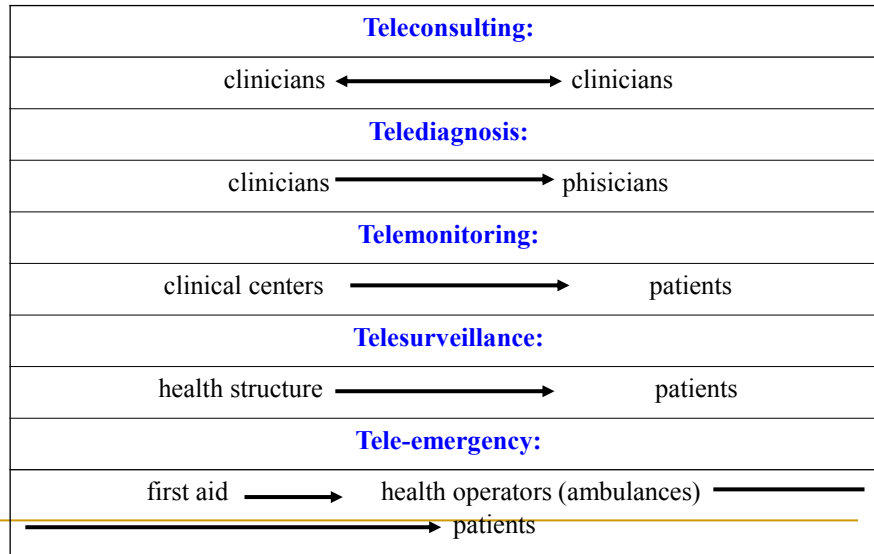 Teleconsulting:
clinicians clinicians
Telediagnosis:
clinicians phisicians
Telemonitoring:
clinical centers patients
Telesurveillance:
health structure patients
Tele-emergency:
first aid health operators (ambulances)
patients